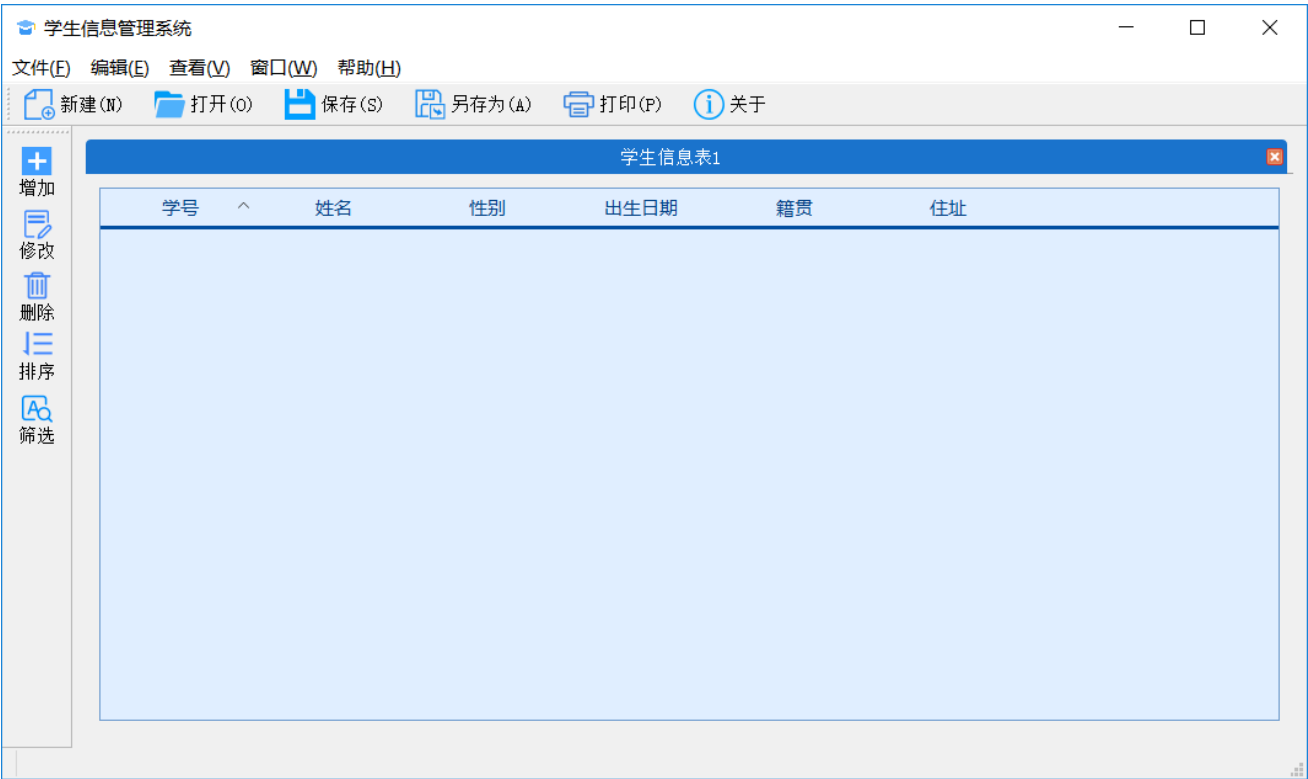 学生信息管理系统
文件(F) 编辑(E) 查看(V) 窗口(W) 帮助(H)
新建(N) 打开(O) 保存(S) 另存为(A) 打印(P) 关于
学生信息表1
增加
修改
删除
排序
筛选
学号 姓名 性别 出生日期 籍贯 住址